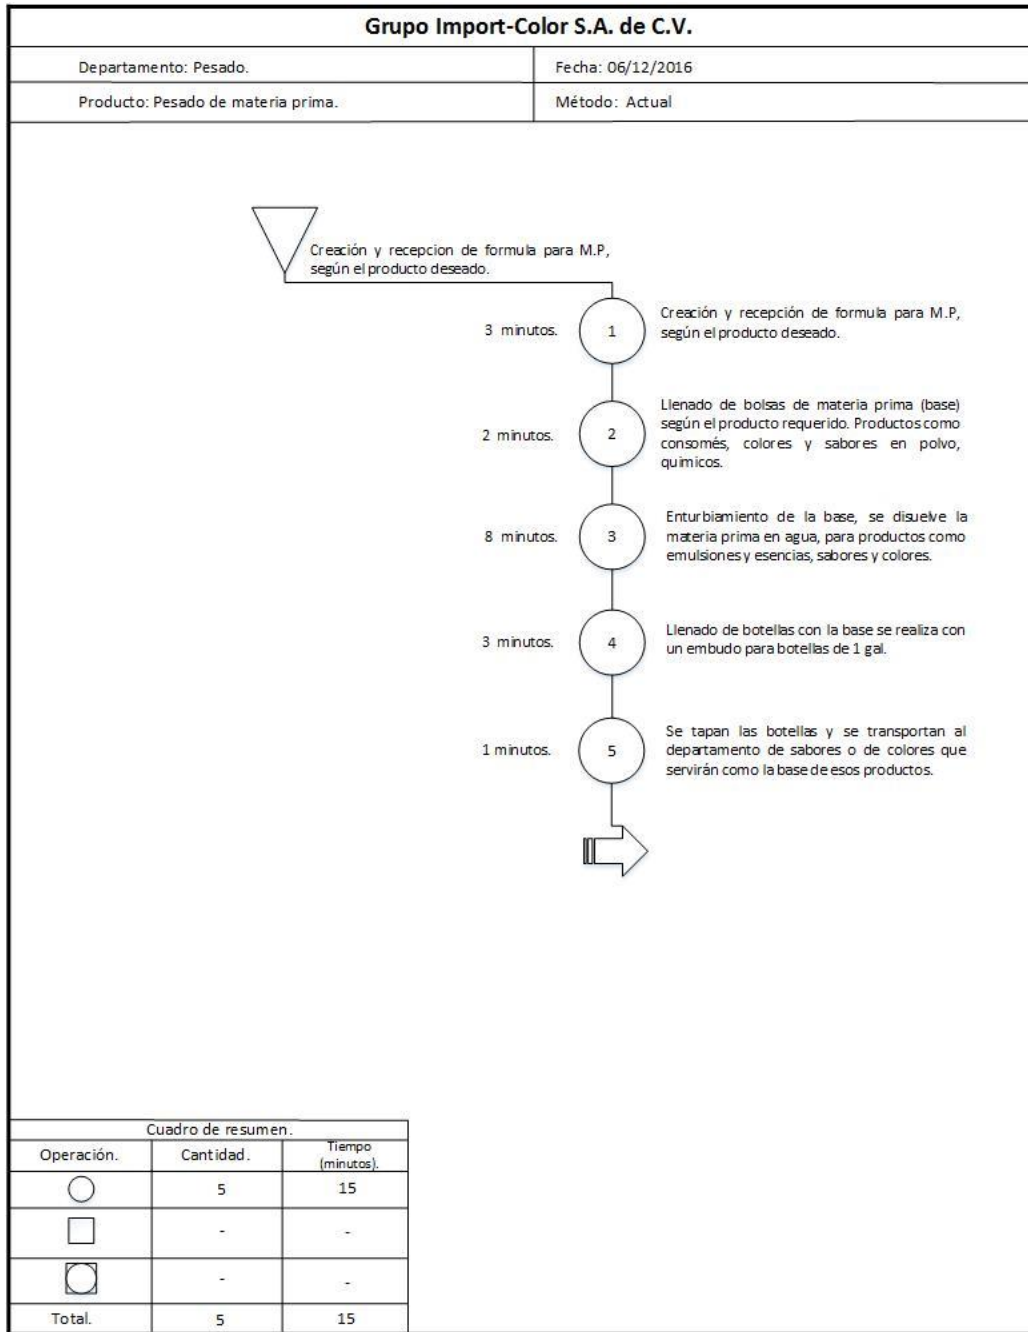 Grupo Import-Color S.A. de C.V.
Departamento: Pesado.
Fecha: 06/12/2016
Producto: Pesado de materia prima.
Método: Actual
Creación y recepcion de formula para M.P,
según el producto deseado.
3 minutos.
1
Creación y recepción de formula para M.P,
según el producto deseado.
2 minutos.
2
Llenado de bolsas de materia prima (base)
según el producto requerido. Productos como
consomés, colores y sabores en polvo,
quimicos.
8 minutos.
3
Enturbiamiento de la base, se disuelve la
materia prima en agua, para productos como
emulsiones y esencias, sabores y colores.
3 minutos.
4
Llenado de botellas con la base se realiza con
un embudo para botellas de 1 gal.
1 minutos.
5
Se tapan las botellas y se transportan al
departamento de sabores o de colores que
servirán como la base de esos productos.
Cuadro de resumen.
Operación.
Cantidad.
Tiempo
(minutos).
5
15
-
-
-
-
Total.
5
15